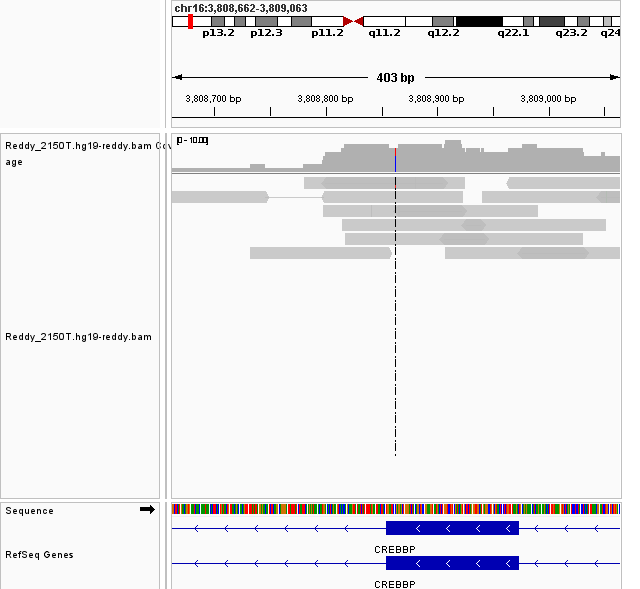 chr16:3,808,662-3,809,063
p13.2 p12.3 p11.2 q11.2 q12.2 q22.1 q23.2 q24
403 bp
3,808,700 bp 3,808,800 bp 3,808,900 bp 3,809,000 bp
[0 - 10.00]
Reddy_2150T.hg19-reddy.bam Cov
age
Reddy_2150T.hg19-reddy.bam
Sequence
CREBBP
RefSeq Genes
CREBBP